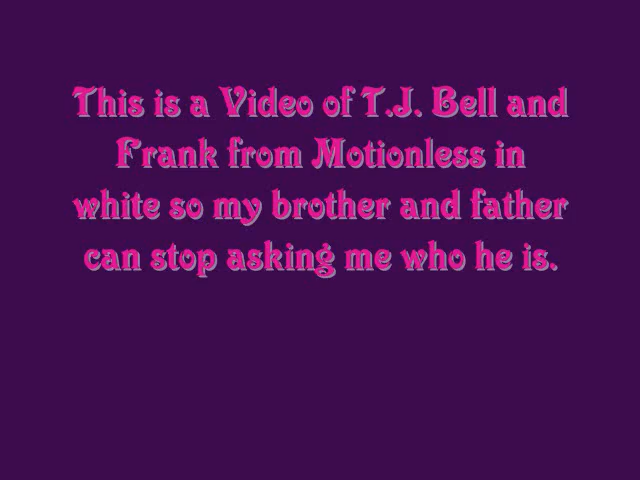 This is a Video of T.J. Bell and
Frank from Motionless in
white so my brother and father
can stop asking me who he is.